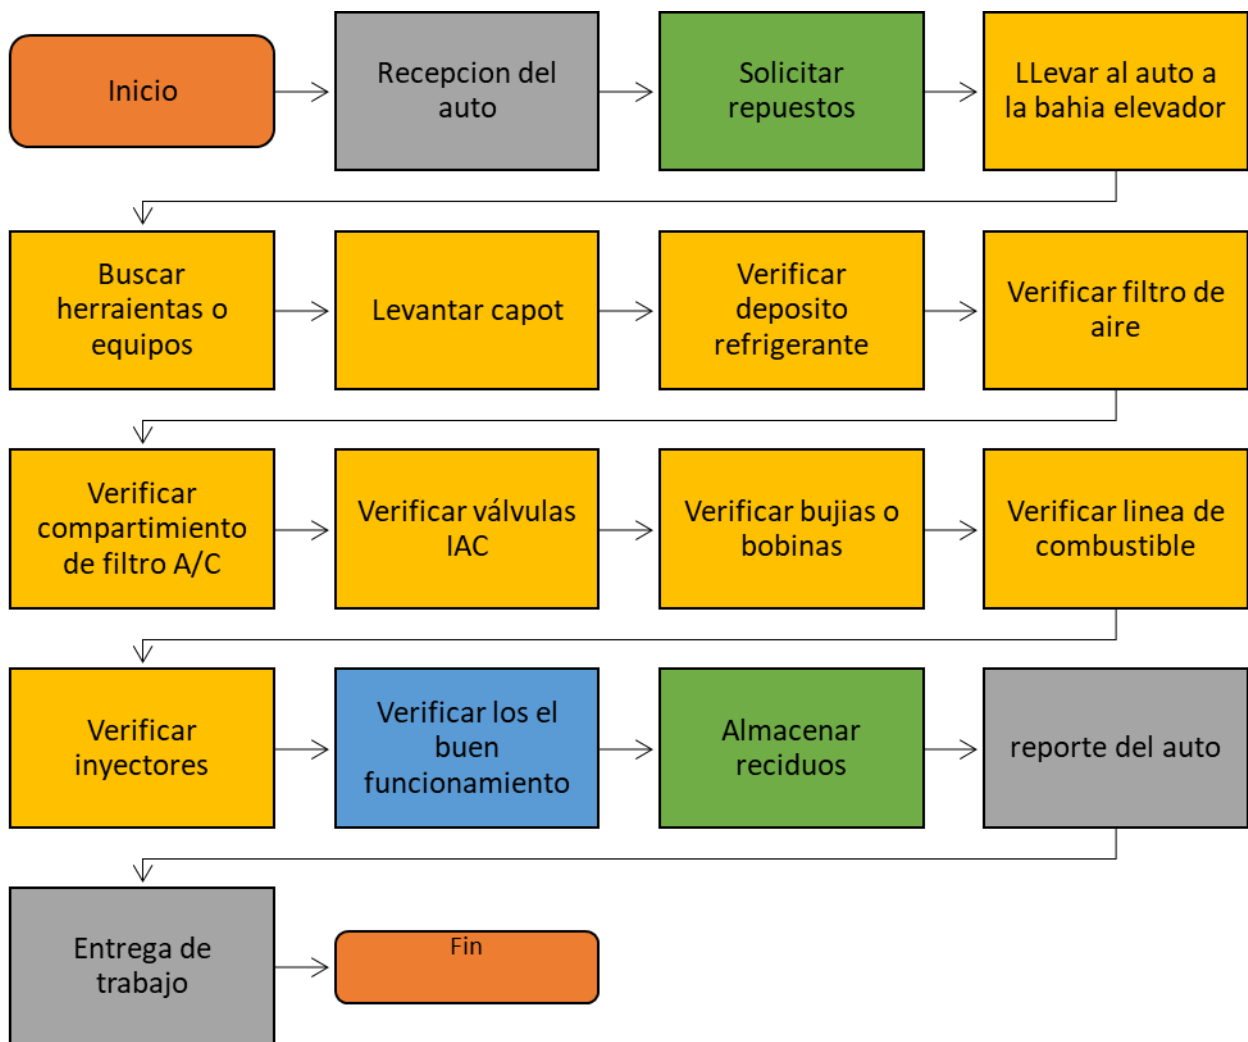 Inicio
Recepcion del
auto
Solicitar
repuestos
LLevar al auto a
la bahia elevador
Buscar
herraientas o
equipos
Levantar capot
Verificar
deposito
refrigerante
Verificar filtro de
aire
Verificar
compartimiento
de filtro A/C
Verificar válvulas
IAC
Verificar bujias o
bobinas
Verificar linea de
combustible
Verificar
inyectores
Verificar los el
buen
funcionamiento
Almacenar
reciduos
reporte del auto
Entrega de
trabajo
Fin